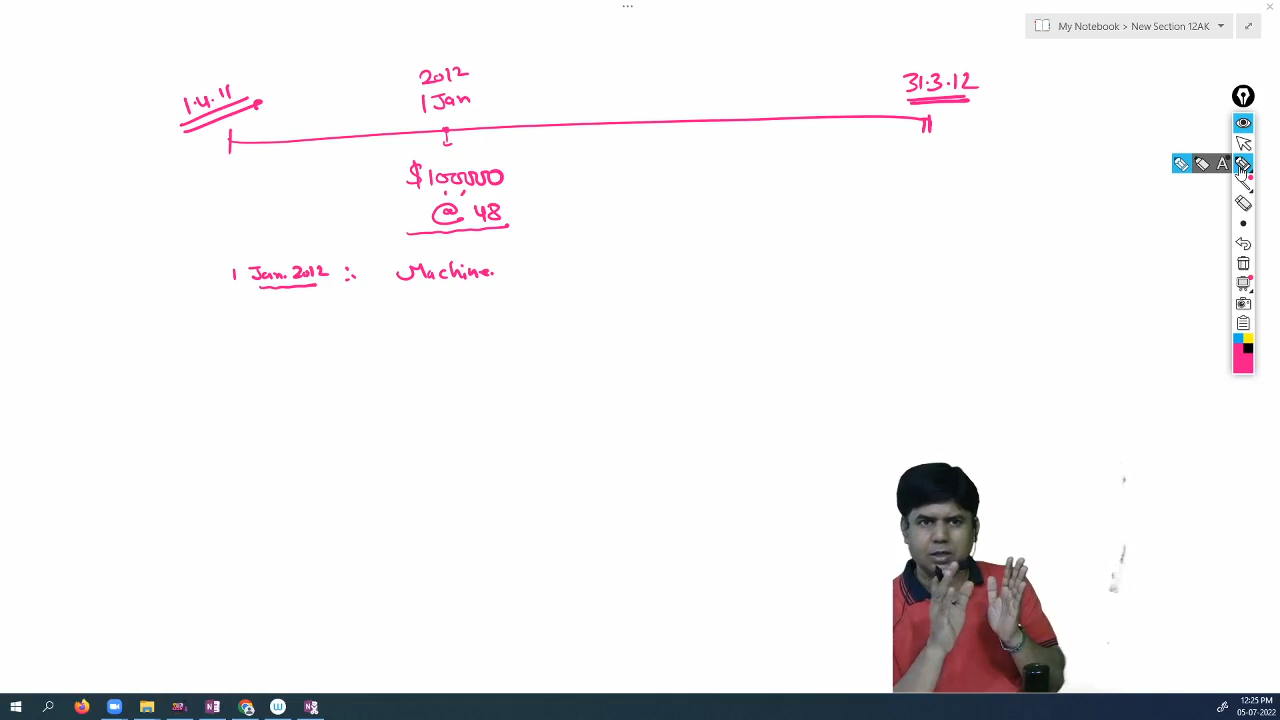 My Notebook > New Section 12AK
1.4.11
2012
1 Jan
31.3.12
$1000000
@ 48
1 Jan. 2012 :. Machine.
A
12:25 PM
05-07-2022